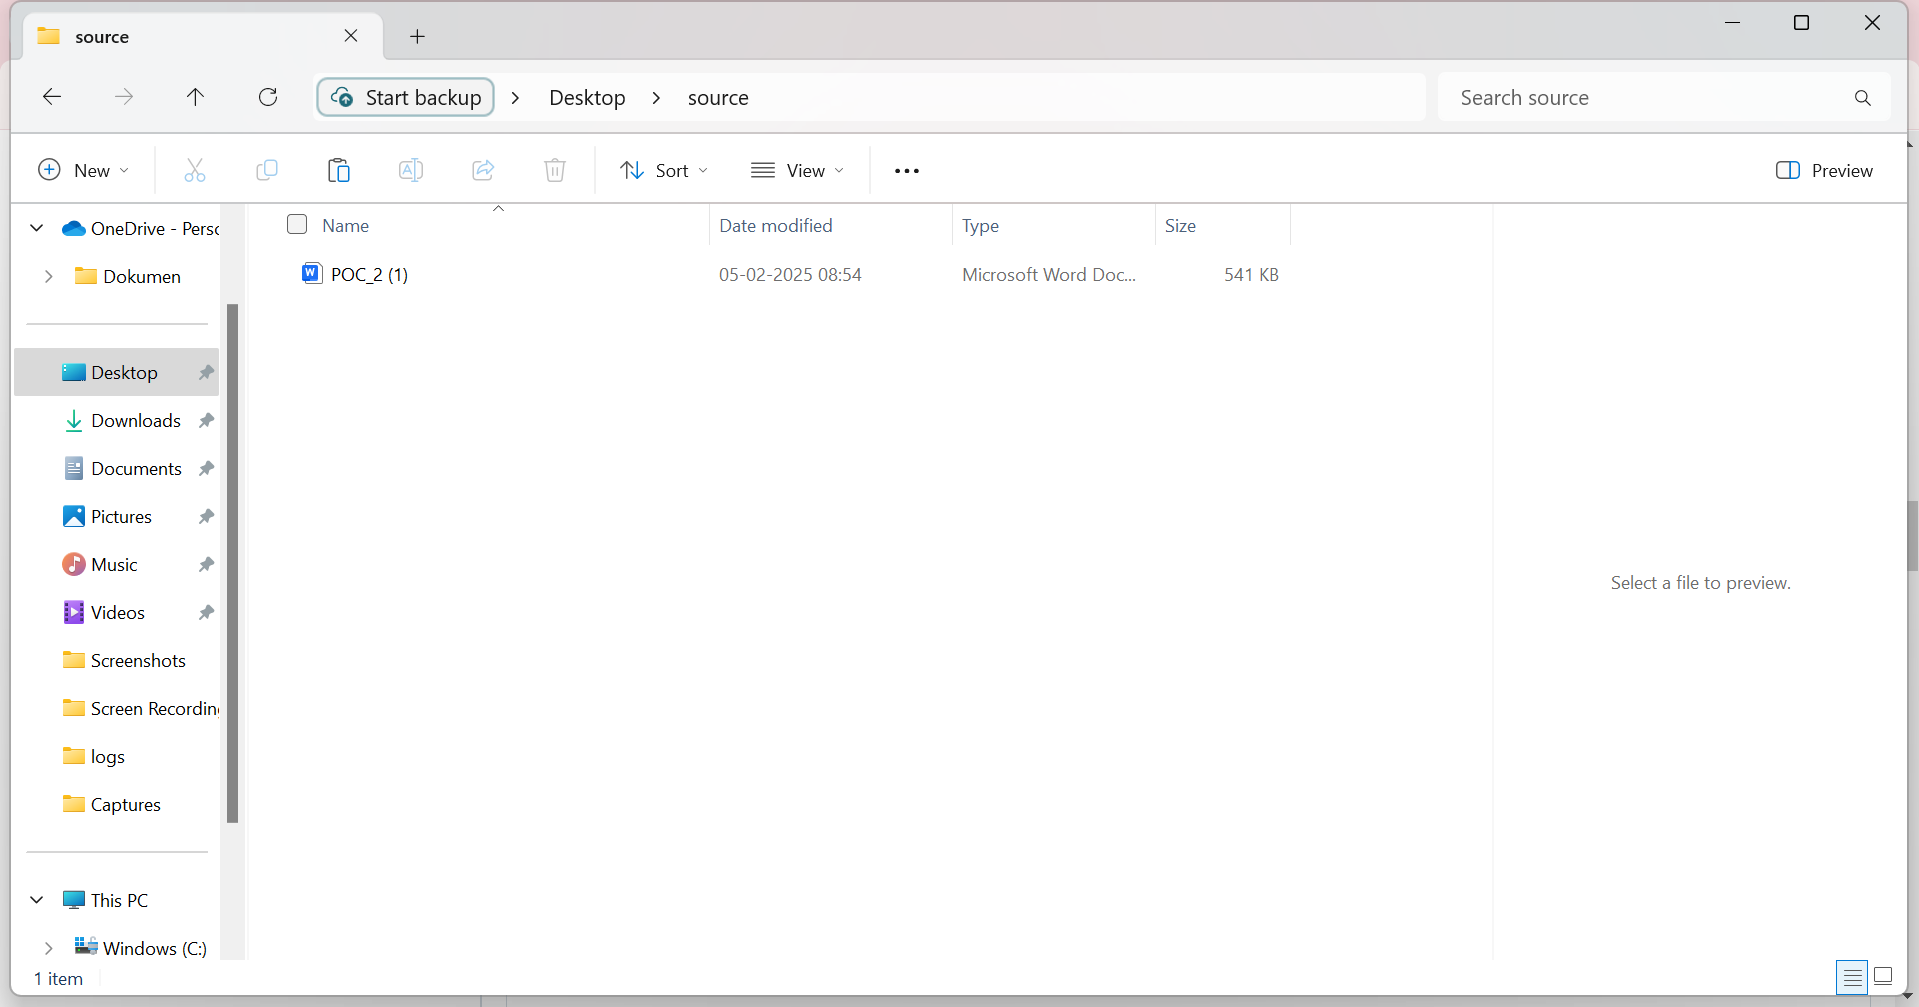 source
Start backup > Desktop > source
Search source
New
Sort
View
Preview
OneDrive - Perso
Dokumen
Desktop
Downloads
Documents
Pictures
Music
Videos
Screenshots
Screen Recording
logs
Captures
This PC
Windows (C:)
Name Date modified Type Size
POC_2 (1) 05-02-2025 08:54 Microsoft Word Doc... 541 KB
Select a file to preview.
1 item